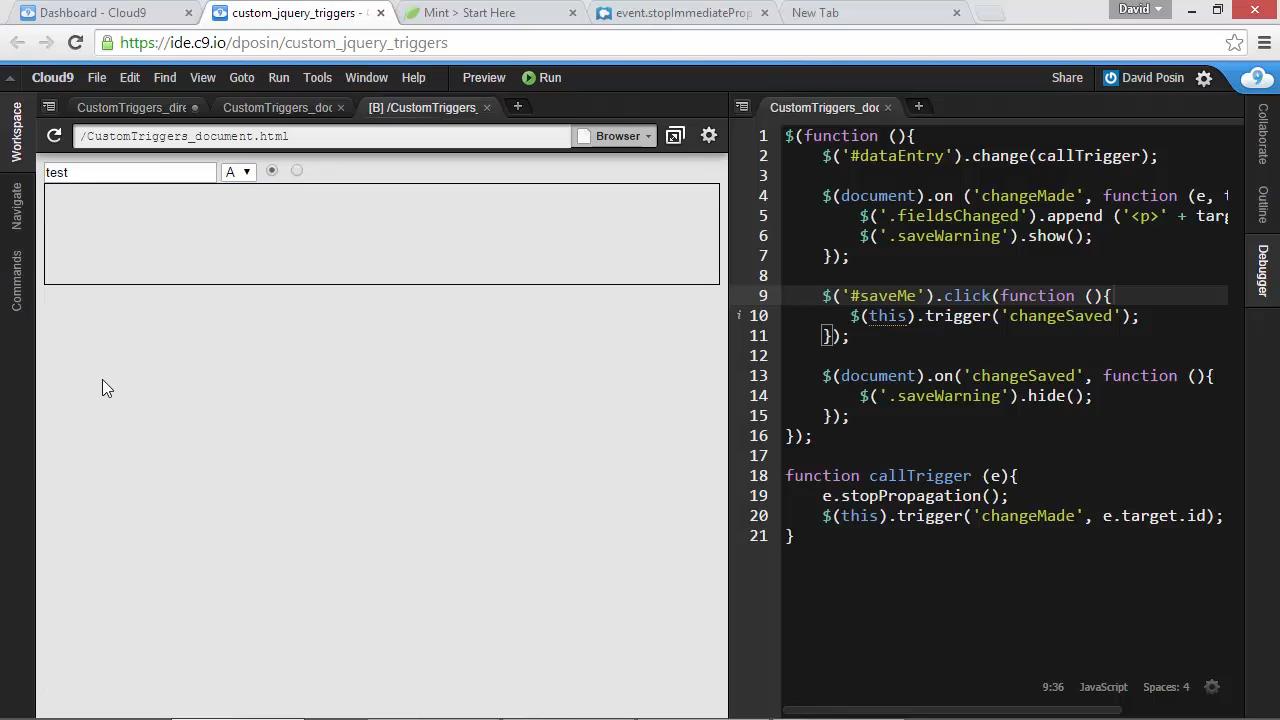 Dashboard - Cloud9
custom_jquery_triggers -
Mint > Start Here
event.stopImmediateProp
New Tab
David
https://ide.c9.io/dposin/custom_jquery_triggers
Cloud9 File Edit Find View Goto Run Tools Window Help Preview Run Share David Posin
Workspace
Navigate
Commands
CustomTriggers_dire
CustomTriggers_doc
[B] /CustomTriggers_
CustomTriggers_doc
/CustomTriggers_document.html
Browser
test
A
1 $(function (){
2 $('#dataEntry').change(callTrigger);
3
4 $(document).on ('changeMade', function (e, t
5 $('.fieldsChanged').append ('<p>' + targ
6 $('.saveWarning').show();
7 });
8
9 $('#saveMe').click(function (){
10 $(this).trigger('changeSaved');
11 });
12
13 $(document).on('changeSaved', function (){
14 $('.saveWarning').hide();
15 });
16 });
17
18 function callTrigger (e){
19 e.stopPropagation();
20 $(this).trigger('changeMade', e.target.id);
21 }
9:36 JavaScript Spaces: 4
Collaborate
Outline
Debugger